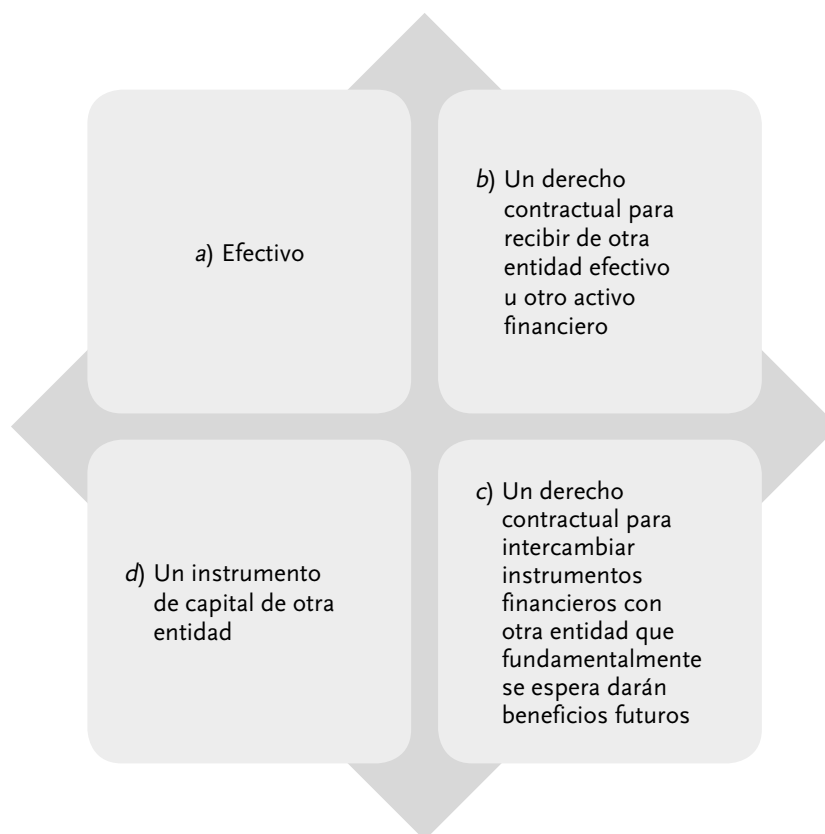 a) Efectivo
b) Un derecho
contractual para
recibir de otra
entidad efectivo
u otro activo
financiero
c) Un derecho
contractual para
intercambiar
instrumentos
financieros con
otra entidad que
fundamentalmente
se espera darán
beneficios futuros
d) Un instrumento
de capital de otra
entidad